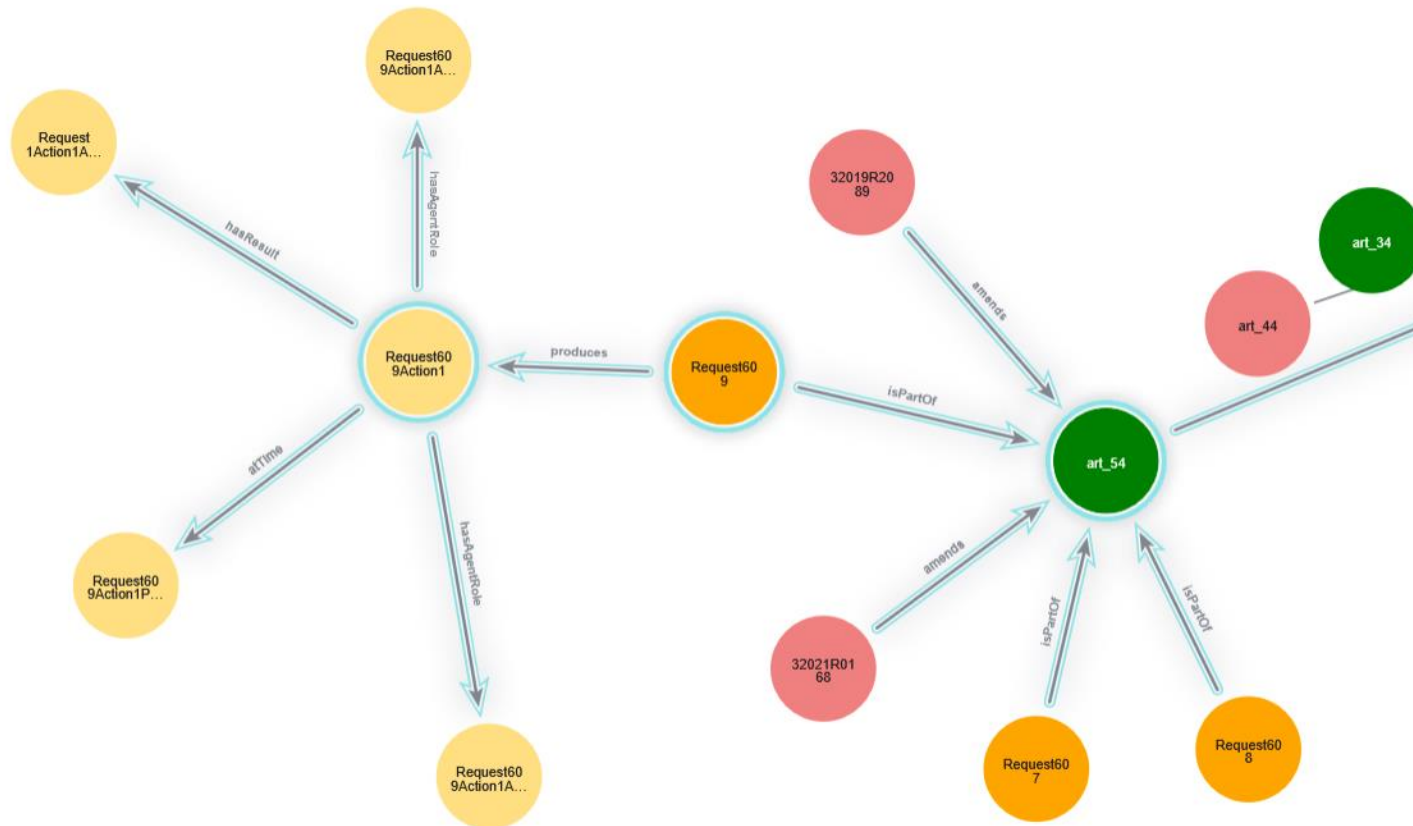 Request60
9Action1A...
Request
1Action1A...
hasAgentRole
hasResult
Request60
9Action1
produces
Request60
9
atTime
hasAgentRole
Request60
9Action1P...
Request60
9Action1A...
32019R20
89
amends
isPartOf
art_34
art_44
art_54
amends
32021R01
68
isPartOf
isPartOf
Request60
7
Request60
8